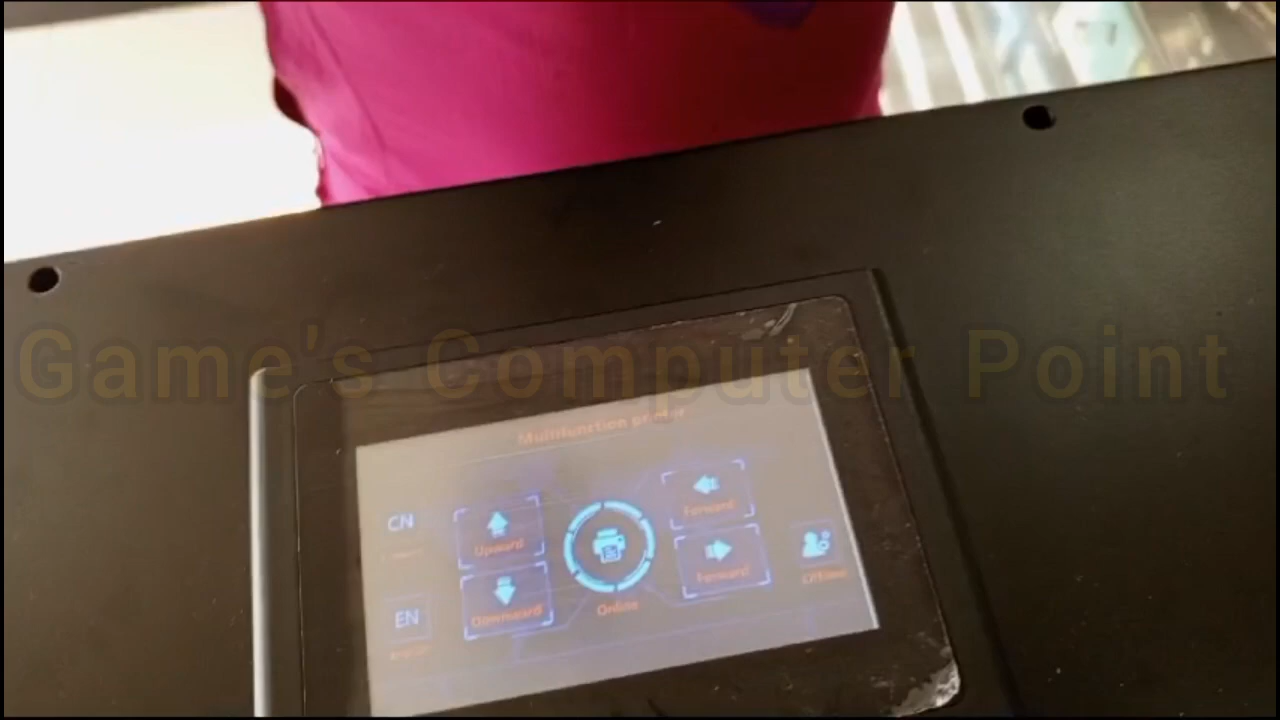 Game's Computer Point
Multifunction printer
CN
Upward
Forward
EN
Downward
Online
Forward
Offline